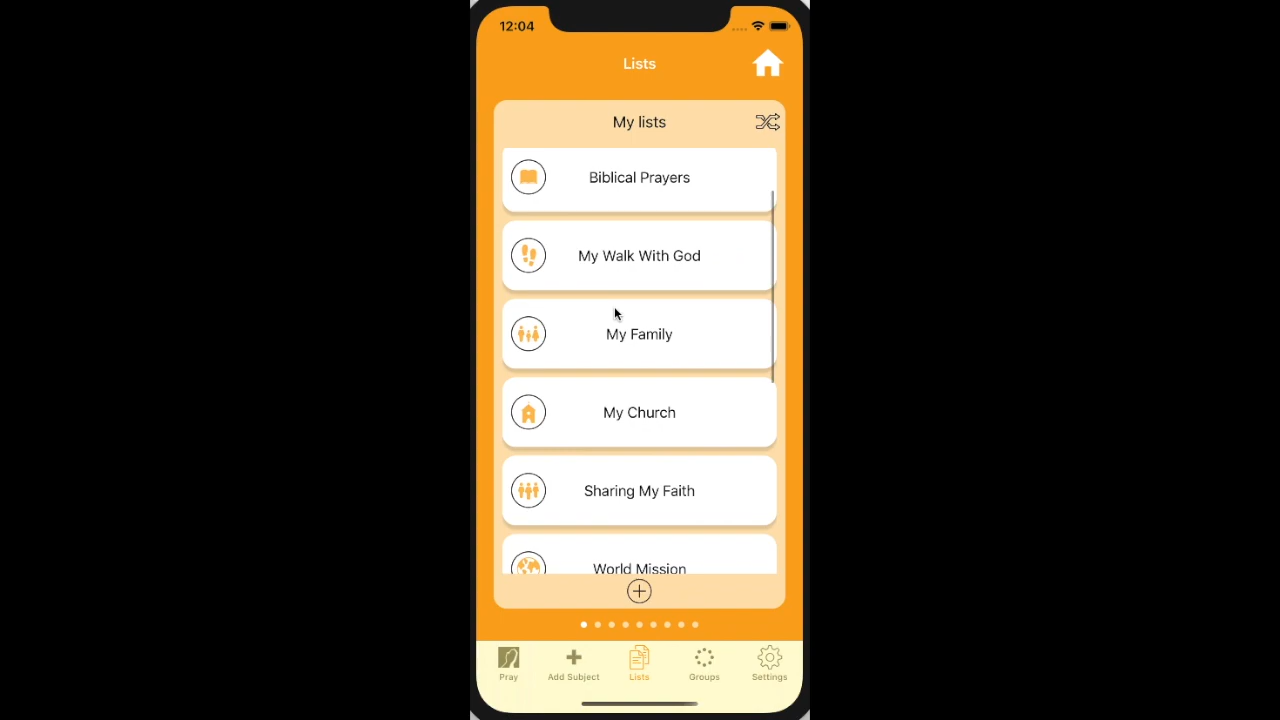 12:04
Lists
My lists
Biblical Prayers
My Walk With God
My Family
My Church
Sharing My Faith
World Mission
Pray
Add Subject
Lists
Groups
Settings